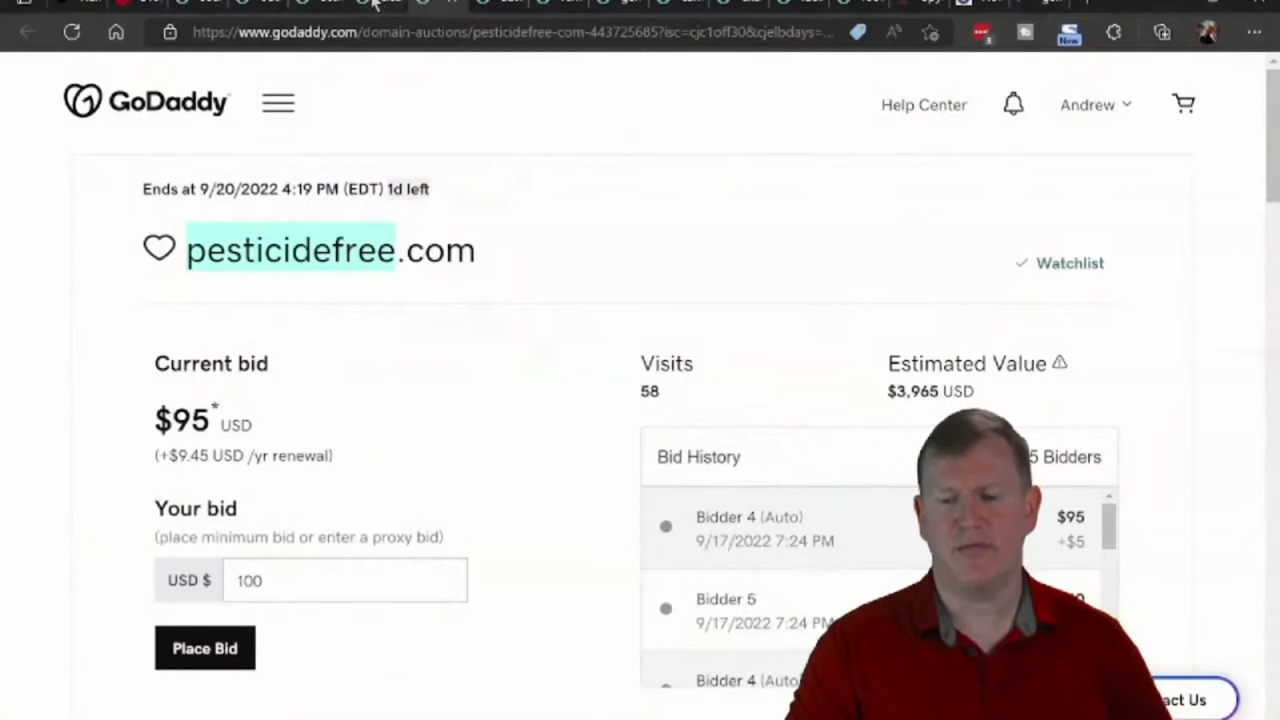 https://www.godaddy.com/domain-auctions/pesticidefree-com-443725685?isc=cjc1off30&cjelbdays=...
New
GoDaddy
Help Center
Andrew
Ends at 9/20/2022 4:19 PM (EDT) 1d left
pesticidefree.com
Watchlist
Current bid
Visits
Estimated Value
58
$3,965 USD
$95* USD
(+$9.45 USD /yr renewal)
Bid History
5 Bidders
Your bid
(place minimum bid or enter a proxy bid)
Bidder 4 (Auto)
$95
9/17/2022 7:24 PM
+$5
USD $ 100
Bidder 5
9/17/2022 7:24 PM
Place Bid
Bidder 4 (Auto)
act Us